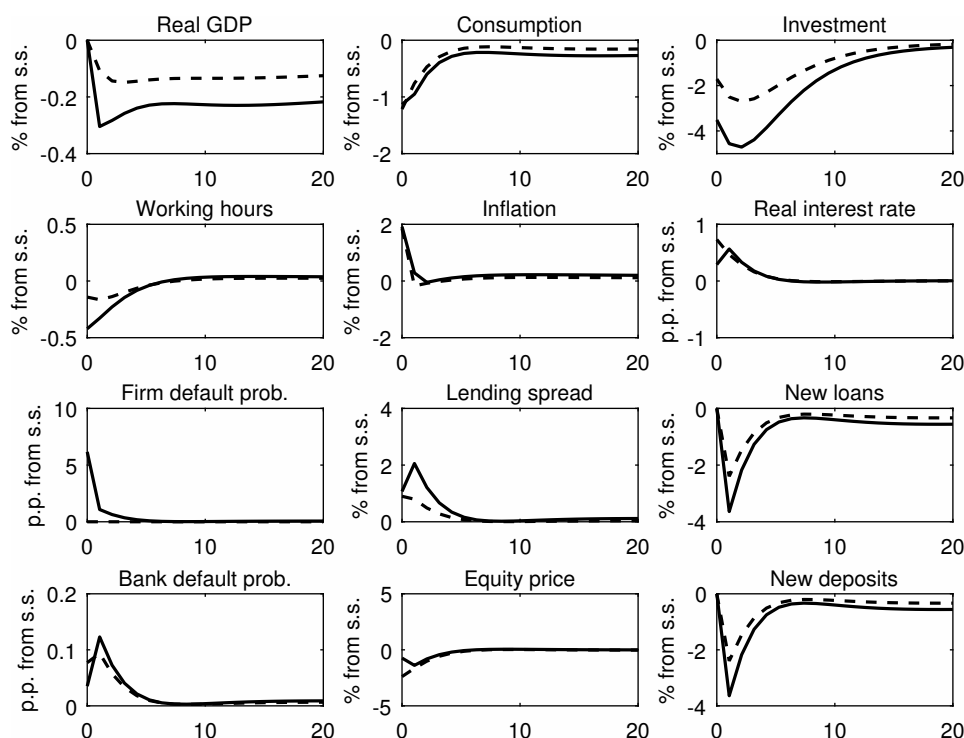 Real GDP
% from s.s.
0
-0.2
-0.4
0 10 20
Consumption
% from s.s.
0
-1
-2
0 10 20
Investment
% from s.s.
0
-2
-4
0 10 20
Working hours
% from s.s.
0.5
0
-0.5
0 10 20
Inflation
% from s.s.
2
0
-2
0 10 20
Real interest rate
p.p. from s.s.
1
0
-1
0 10 20
Firm default prob.
p.p. from s.s.
10
5
0
0 10 20
Lending spread
% from s.s.
4
2
0
0 10 20
New loans
% from s.s.
0
-2
-4
0 10 20
Bank default prob.
p.p. from s.s.
0.2
0.1
0
0 10 20
Equity price
% from s.s.
5
0
-5
0 10 20
New deposits
% from s.s.
0
-2
-4
0 10 20